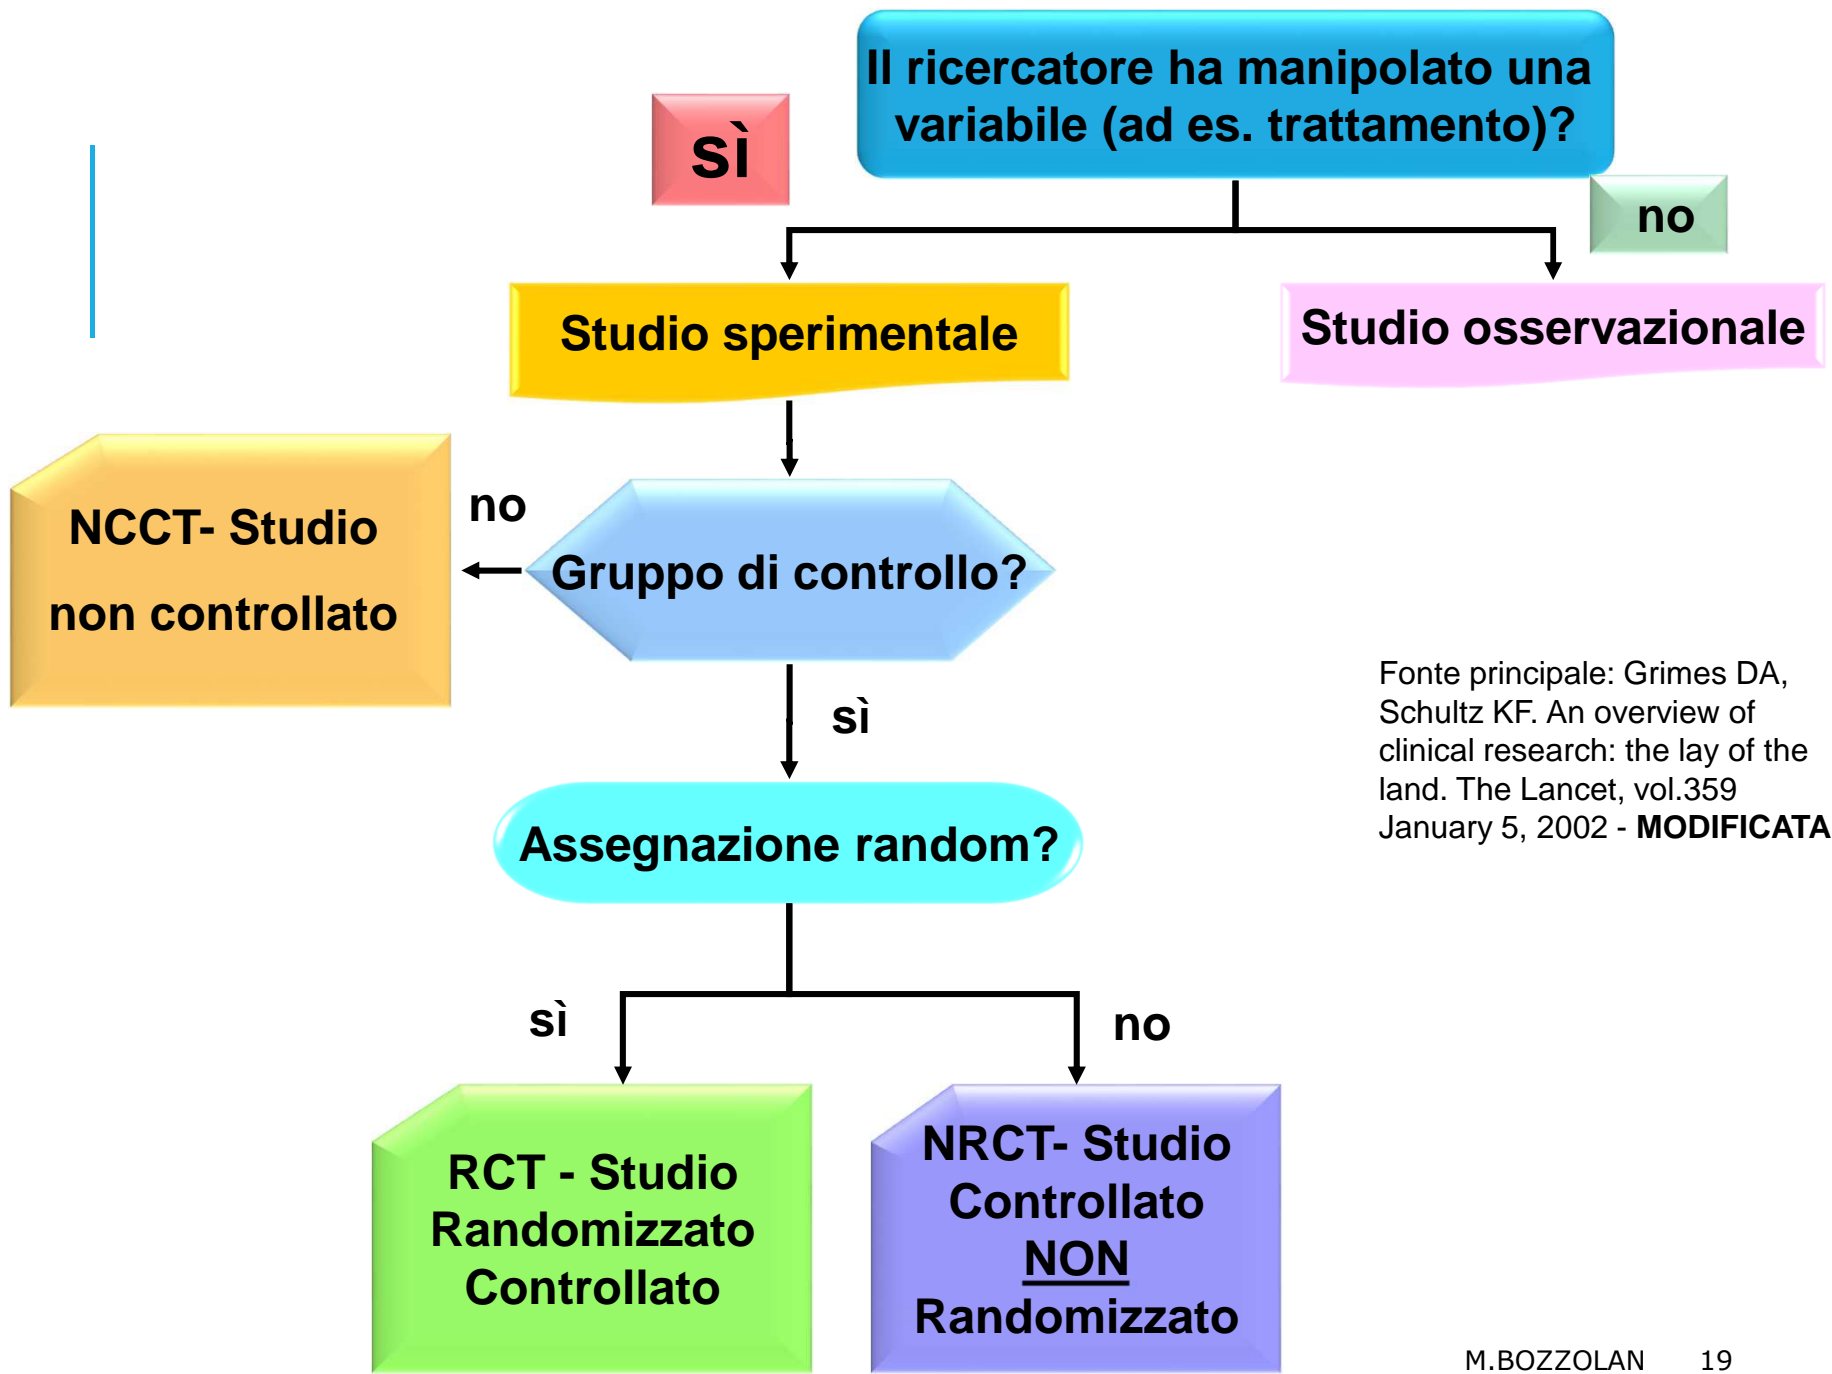 Il ricercatore ha manipolato una
variabile (ad es. trattamento)?
sì
no
Studio sperimentale
Studio osservazionale
NCCT- Studio
non controllato
no
Gruppo di controllo?
sì
Fonte principale: Grimes DA,
Schultz KF. An overview of
clinical research: the lay of the
land. The Lancet, vol.359
January 5, 2002 - MODIFICATA
Assegnazione random?
sì
no
RCT - Studio
Randomizzato
Controllato
NRCT- Studio
Controllato
NON
Randomizzato
M.BOZZOLAN 19